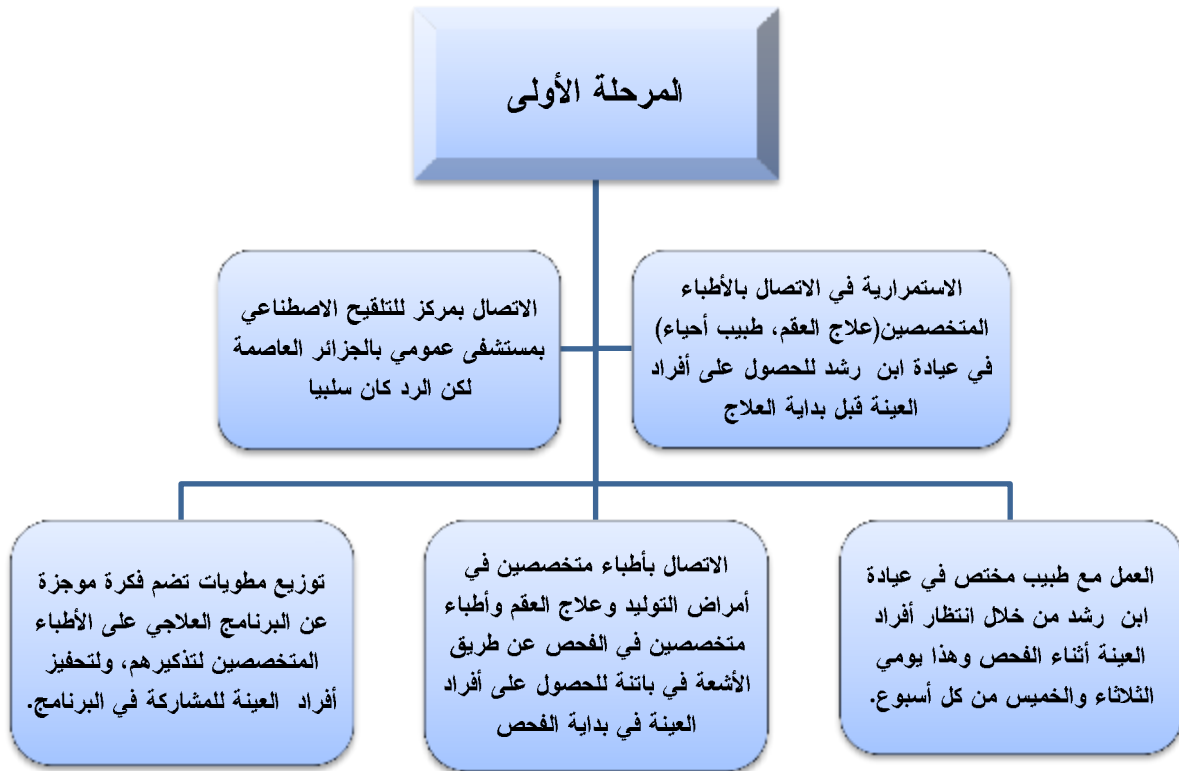 المرحلة الأولى
الاستمرارية في الاتصال بالأطباء
المتخصصين(علاج العقم، طبيب أحياء)
في عيادة ابن رشد للحصول على أفراد
العينة قبل بداية العلاج
الاتصال بمركز للتلقيح الاصطناعي
بمستشفى عمومي بالجزائر العاصمة
لكن الرد كان سلبيا
العمل مع طبيب مختص في عيادة
ابن رشد من خلال انتظار أفراد
العينة أثناء الفحص وهذا يومي
الثلاثاء والخميس من كل أسبوع.
الاتصال بأطباء متخصصين في
أمراض التوليد وعلاج العقم وأطباء
متخصصين في الفحص عن طريق
الأشعة في باتنة للحصول على أفراد
العينة في بداية الفحص
توزيع مطويات تضم فكرة موجزة
عن البرنامج العلاجي على الأطباء
المتخصصين لتذكيرهم، ولتحفيز
أفراد العينة للمشاركة في البرنامج.